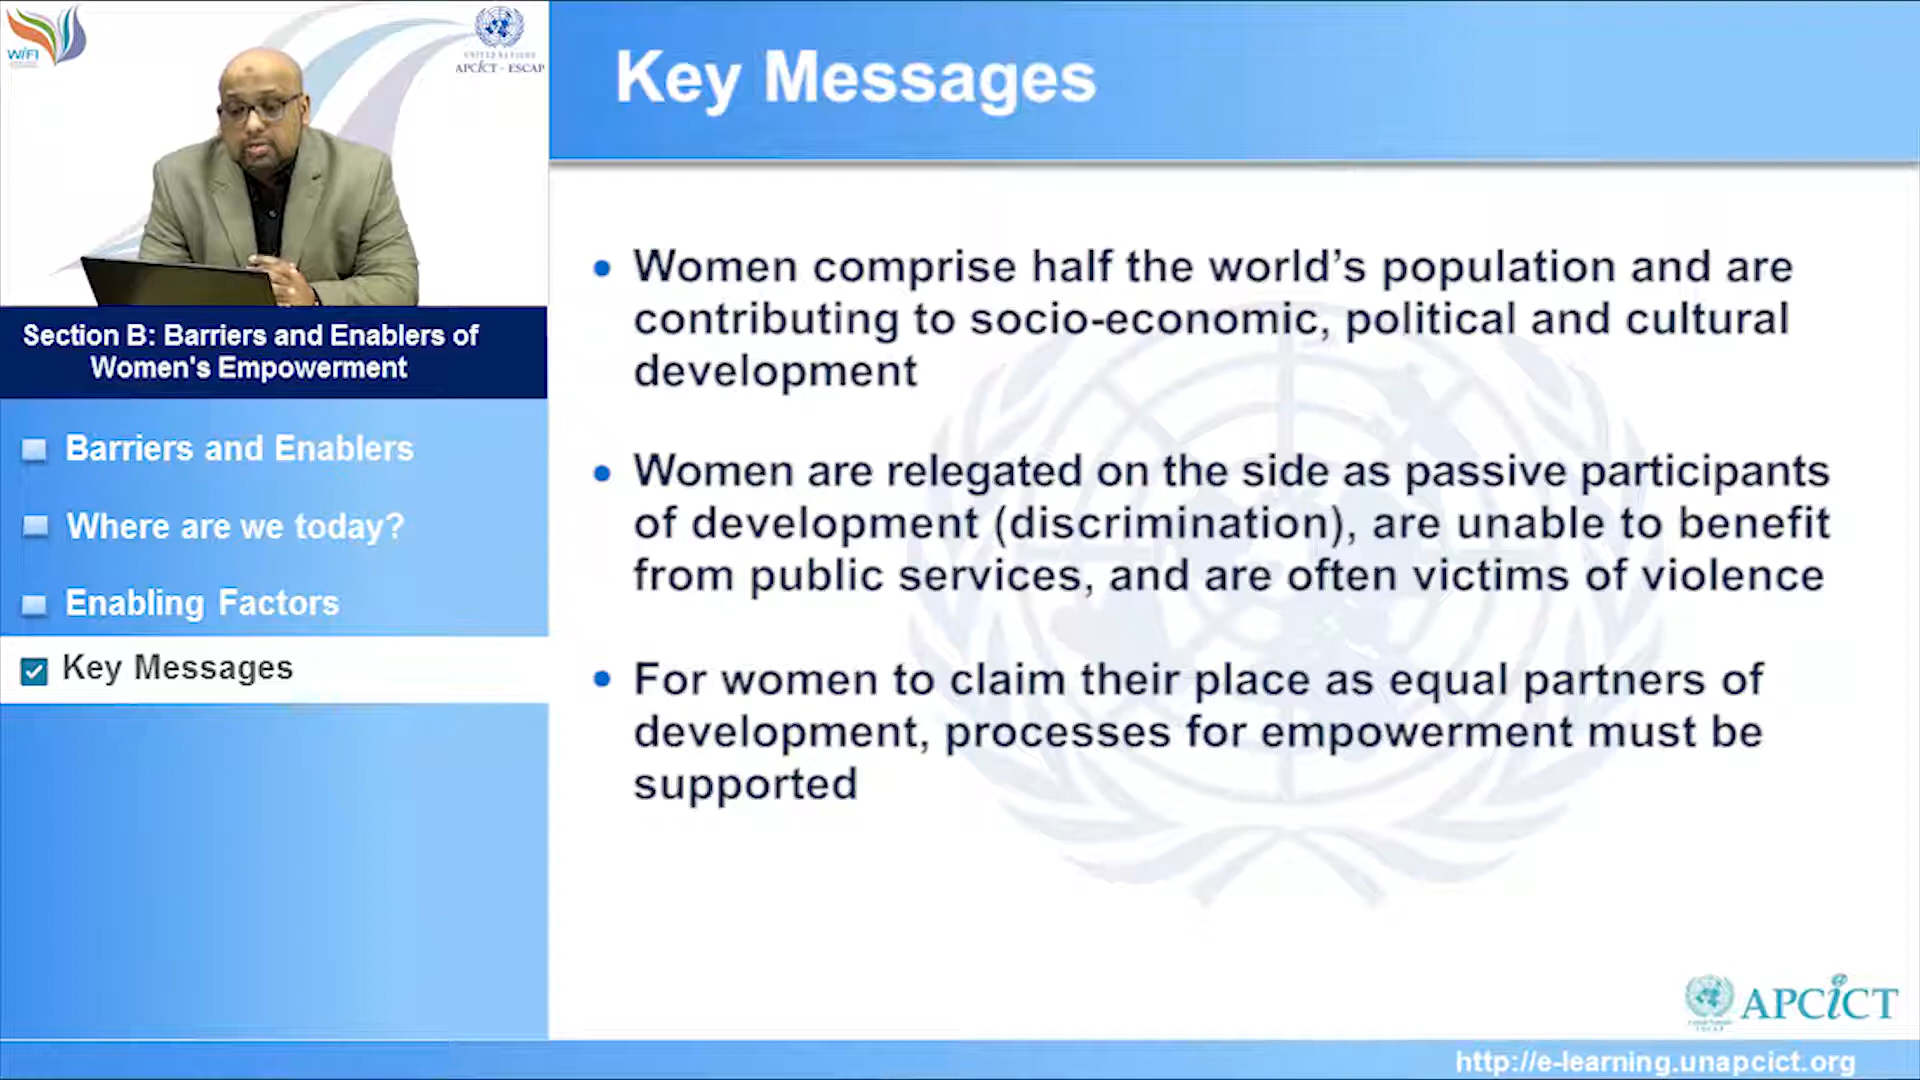 WiFi
UNITED NATIONS
APCICT - ESCAP
Key Messages
Section B: Barriers and Enablers of
Women's Empowerment
Barriers and Enablers
Where are we today?
Enabling Factors
Key Messages
• Women comprise half the world’s population and are
contributing to socio-economic, political and cultural
development
• Women are relegated on the side as passive participants
of development (discrimination), are unable to benefit
from public services, and are often victims of violence
• For women to claim their place as equal partners of
development, processes for empowerment must be
supported
APCICT
ESCAP
http://e-learning.unapcict.org